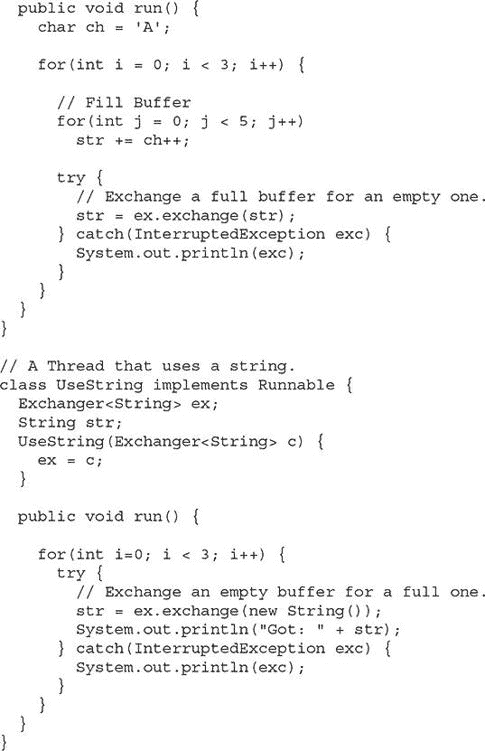 public void run() {
char ch = 'A';
for(int i = 0; i < 3; i++) {
// Fill Buffer
for(int j = 0; j < 5; j++)
str += ch++;
try {
// Exchange a full buffer for an empty one.
str = ex.exchange(str);
} catch(InterruptedException exc) {
System.out.println(exc);
}
}
}
}
// A Thread that uses a string.
class UseString implements Runnable {
Exchanger<String> ex;
String str;
UseString(Exchanger<String> c) {
ex = c;
}
public void run() {
for(int i=0; i < 3; i++) {
try {
// Exchange an empty buffer for a full one.
str = ex.exchange(new String());
System.out.println("Got: " + str);
} catch(InterruptedException exc) {
System.out.println(exc);
}
}
}
}